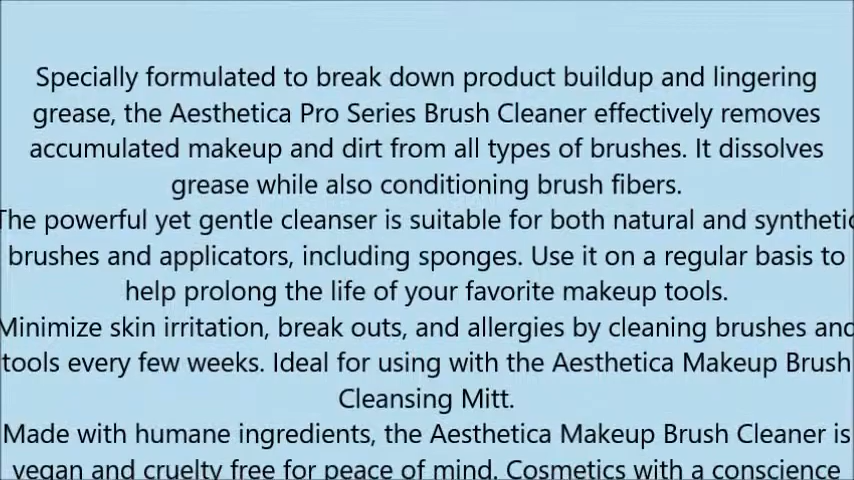 Specially formulated to break down product buildup and lingering
grease, the Aesthetica Pro Series Brush Cleaner effectively removes
accumulated makeup and dirt from all types of brushes. It dissolves
grease while also conditioning brush fibers.
The powerful yet gentle cleanser is suitable for both natural and synthetic
brushes and applicators, including sponges. Use it on a regular basis to
help prolong the life of your favorite makeup tools.
Minimize skin irritation, break outs, and allergies by cleaning brushes and
tools every few weeks. Ideal for using with the Aesthetica Makeup Brush
Cleansing Mitt.
Made with humane ingredients, the Aesthetica Makeup Brush Cleaner is
vegan and cruelty free for peace of mind. Cosmetics with a conscience